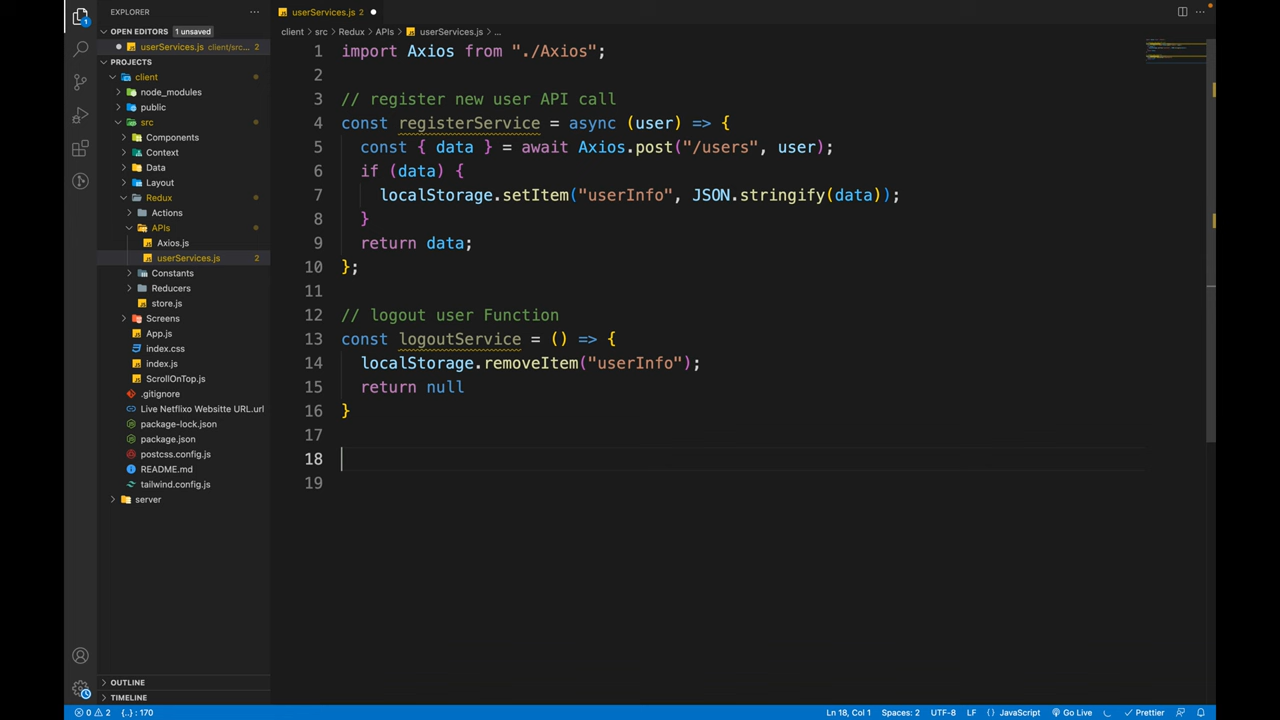 EXPLORER
OPEN EDITORS 1 unsaved
userServices.js client/src... 2
PROJECTS
client
node_modules
public
src
Components
Context
Data
Layout
Redux
Actions
APIs
Axios.js
userServices.js 2
Constants
Reducers
store.js
Screens
App.js
index.css
index.js
ScrollOnTop.js
.gitignore
Live Netflixo Websitte URL.url
package-lock.json
package.json
postcss.config.js
README.md
tailwind.config.js
server
OUTLINE
TIMELINE
userServices.js 2
client > src > Redux > APIs > userServices.js > ...
1 import Axios from "./Axios";
2
3 // register new user API call
4 const registerService = async (user) => {
5 const { data } = await Axios.post("/users", user);
6 if (data) {
7 localStorage.setItem("userInfo", JSON.stringify(data));
8 }
9 return data;
10 };
11
12 // logout user Function
13 const logoutService = () => {
14 localStorage.removeItem("userInfo");
15 return null
16 }
17
18
19
0 2 {..} : 170 Ln 18, Col 1 Spaces: 2 UTF-8 LF {} JavaScript Go Live Prettier